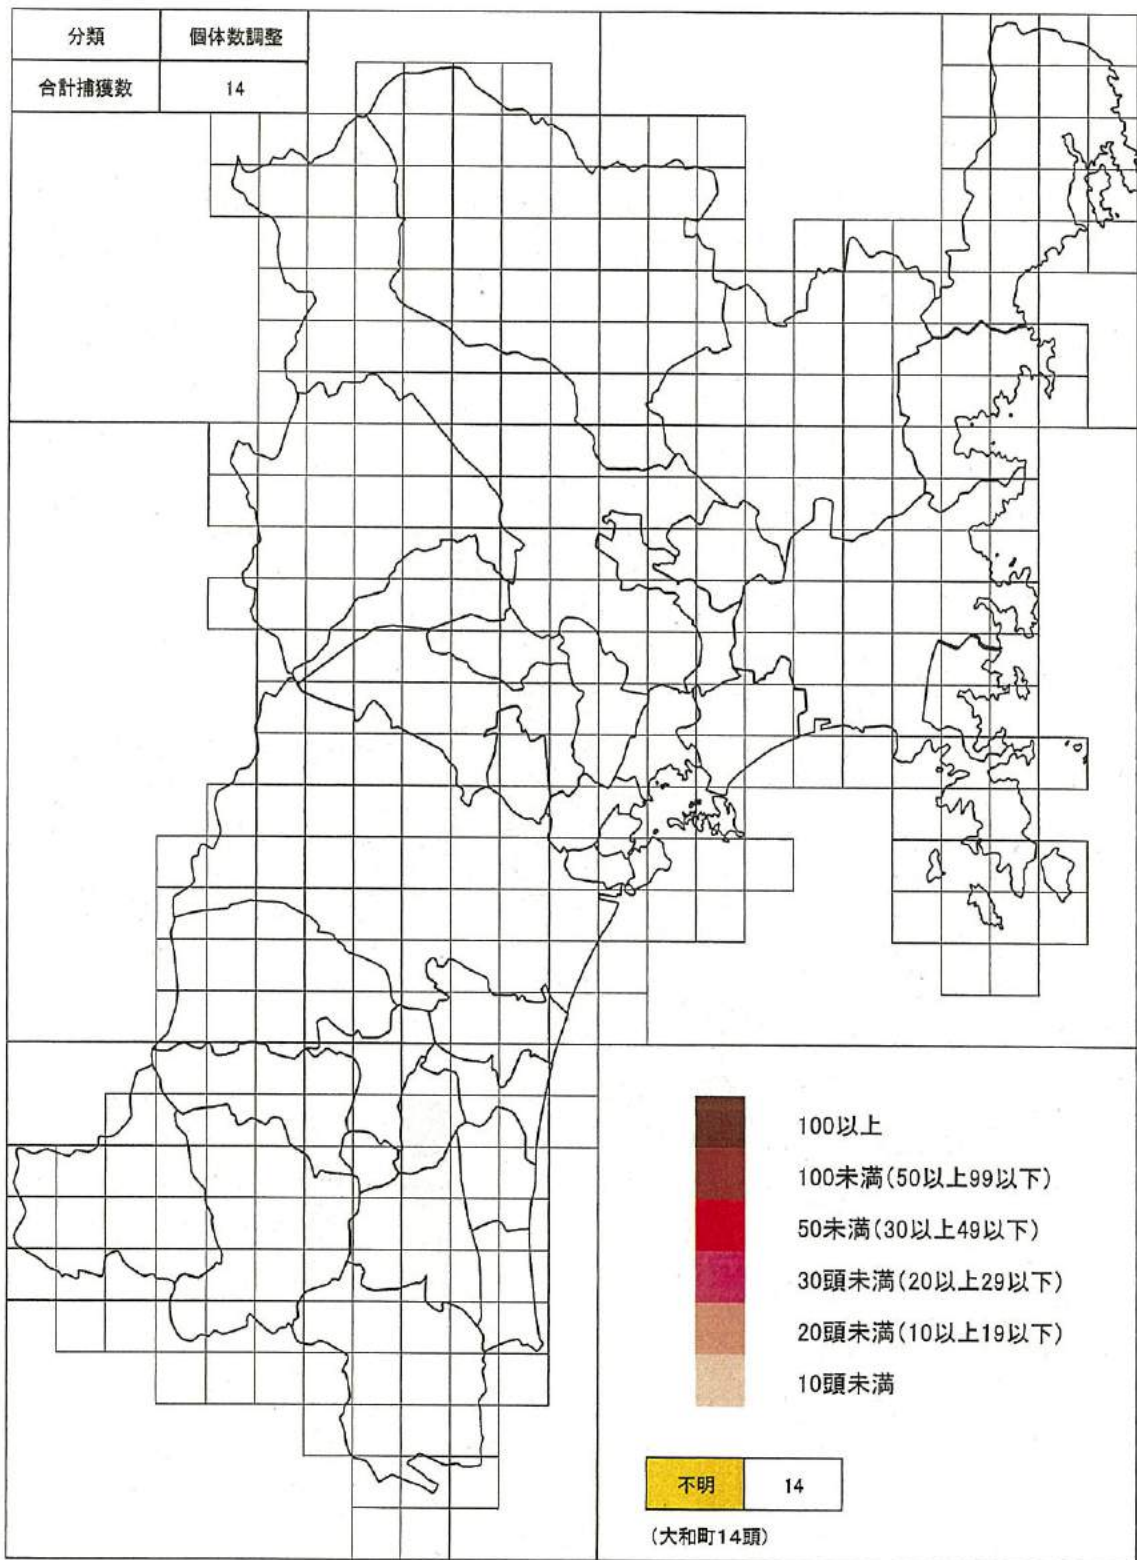 分類 個体数調整
合計捕獲数 14
100以上
100未満(50以上99以下)
50未満(30以上49以下)
30頭未満(20以上29以下)
20頭未満(10以上19以下)
10頭未満
不明 14
(大和町14頭)